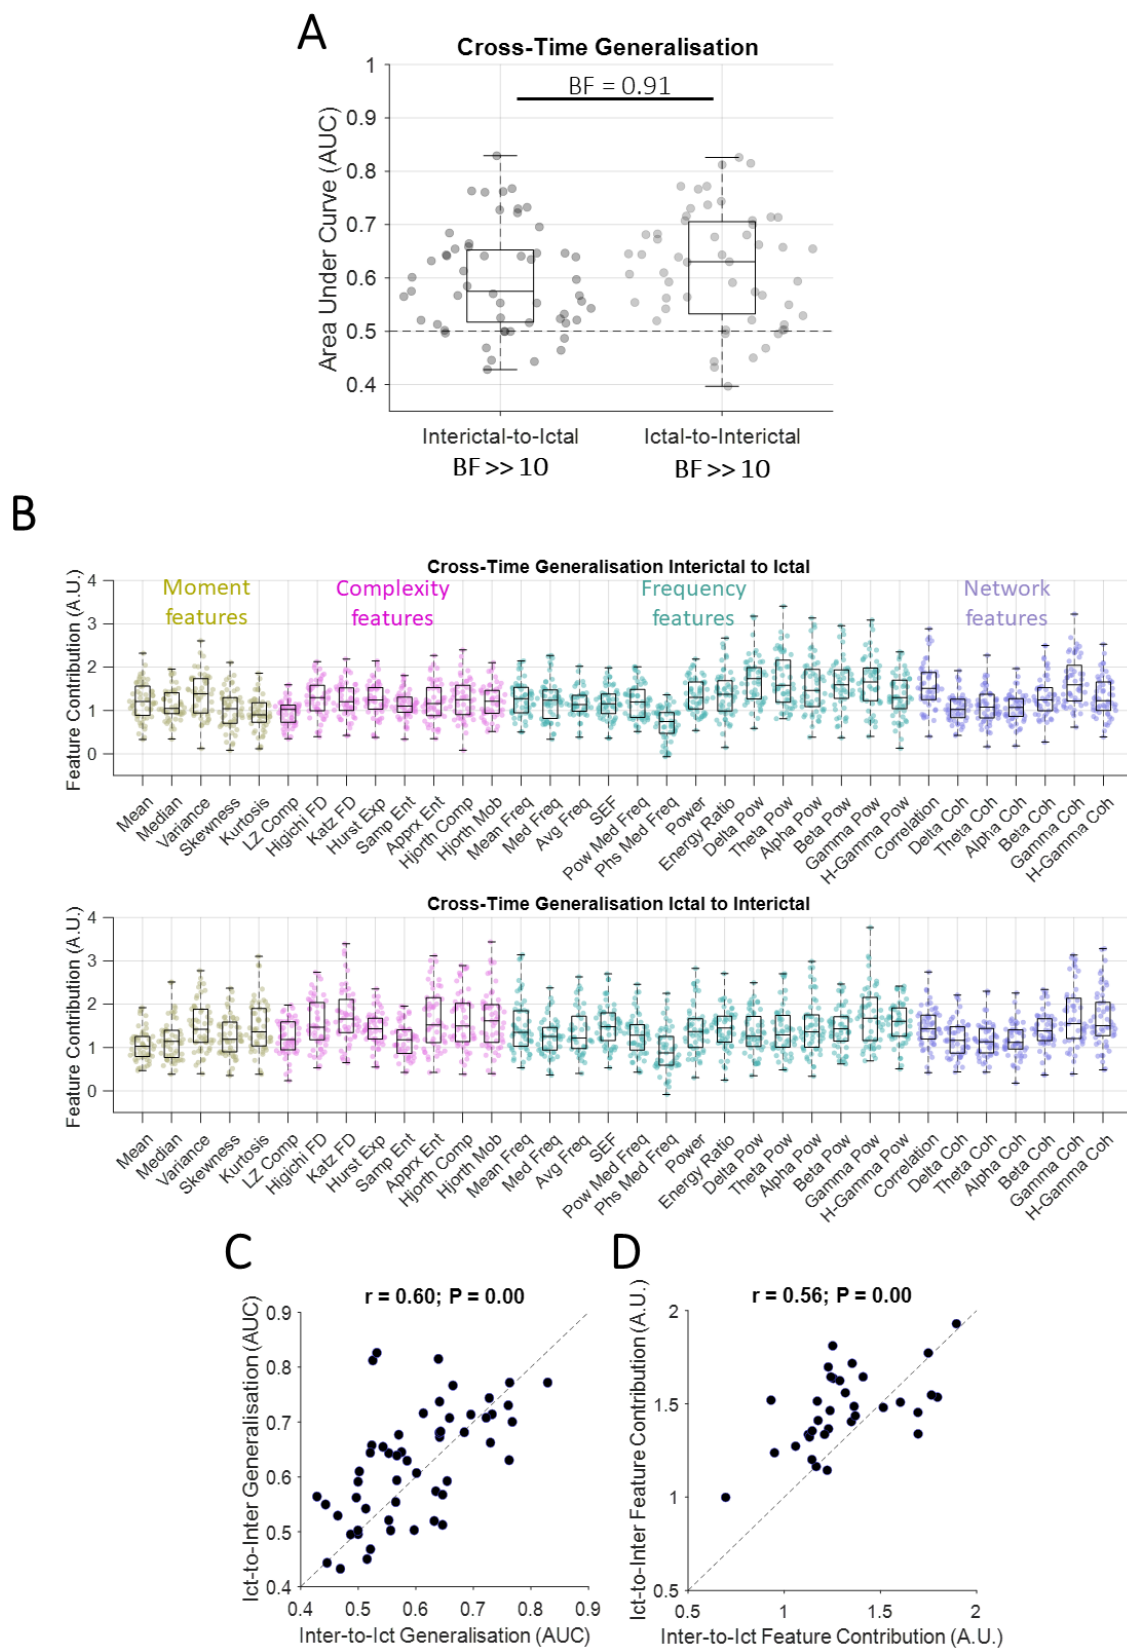 A
Cross-Time Generalisation
BF = 0.91
Area Under Curve (AUC)
1
0.9
0.8
0.7
0.6
0.5
0.4
Interictal-to-Ictal
Ictal-to-Interictal
BF >> 10
BF >> 10
B
Cross-Time Generalisation Interictal to Ictal
Moment features
Complexity features
Frequency features
Network features
Feature Contribution (A.U.)
4
3
2
1
0
Mean
Median
Variance
Skewness
Kurtosis
LZ Comp
Higichi FD
Katz FD
Hurst Exp
Samp Ent
Apprx Ent
Hjorth Comp
Hjorth Mob
Mean Freq
Med Freq
Avg Freq
SEF
Pow Med Freq
Phs Med Freq
Power
Energy Ratio
Delta Pow
Theta Pow
Alpha Pow
Beta Pow
Gamma Pow
H-Gamma Pow
Correlation
Delta Coh
Theta Coh
Alpha Coh
Beta Coh
Gamma Coh
H-Gamma Coh
Cross-Time Generalisation Ictal to Interictal
Feature Contribution (A.U.)
4
3
2
1
0
Mean
Median
Variance
Skewness
Kurtosis
LZ Comp
Higichi FD
Katz FD
Hurst Exp
Samp Ent
Apprx Ent
Hjorth Comp
Hjorth Mob
Mean Freq
Med Freq
Avg Freq
SEF
Pow Med Freq
Phs Med Freq
Power
Energy Ratio
Delta Pow
Theta Pow
Alpha Pow
Beta Pow
Gamma Pow
H-Gamma Pow
Correlation
Delta Coh
Theta Coh
Alpha Coh
Beta Coh
Gamma Coh
H-Gamma Coh
C
r = 0.60; P = 0.00
Ict-to-Inter Generalisation (AUC)
0.9
0.8
0.7
0.6
0.5
0.4
0.4 0.5 0.6 0.7 0.8 0.9
Inter-to-Ict Generalisation (AUC)
D
r = 0.56; P = 0.00
Ict-to-Inter Feature Contribution (A.U.)
2
1.5
1
0.5
0.5 1 1.5 2
Inter-to-Ict Feature Contribution (A.U.)